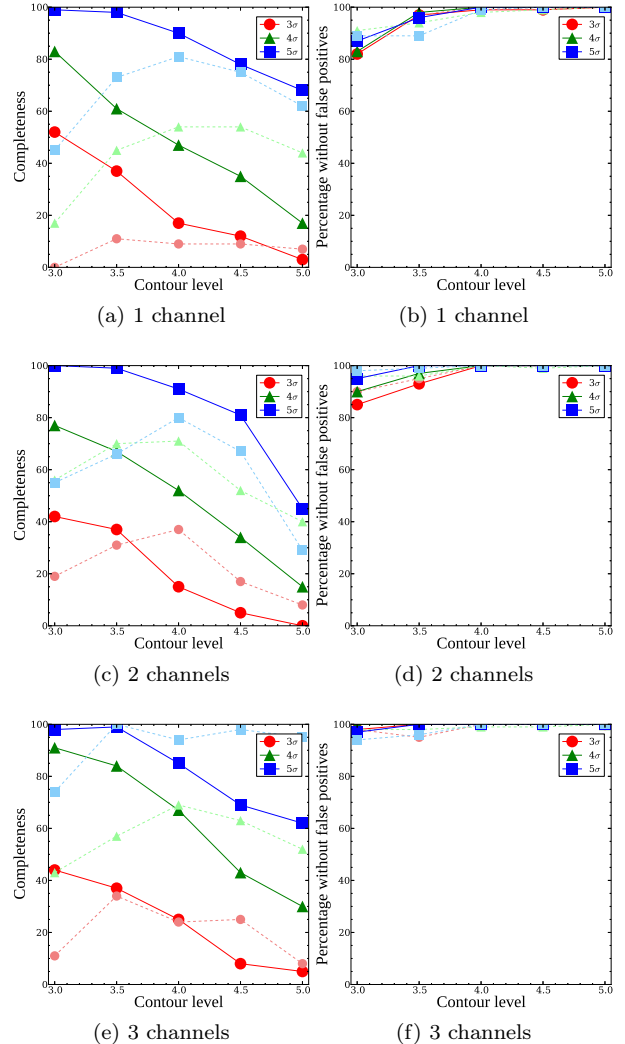 100
80
60
40
20
0
3.0 3.5 4.0 4.5 5.0
Contour level
Completeness
3σ
4σ
5σ
(a) 1 channel
100
80
60
40
20
0
3.0 3.5 4.0 4.5 5.0
Contour level
Percentage without false positives
3σ
4σ
5σ
(b) 1 channel
100
80
60
40
20
0
3.0 3.5 4.0 4.5 5.0
Contour level
Completeness
3σ
4σ
5σ
(c) 2 channels
100
80
60
40
20
0
3.0 3.5 4.0 4.5 5.0
Contour level
Percentage without false positives
3σ
4σ
5σ
(d) 2 channels
100
80
60
40
20
0
3.0 3.5 4.0 4.5 5.0
Contour level
Completeness
3σ
4σ
5σ
(e) 3 channels
100
80
60
40
20
0
3.0 3.5 4.0 4.5 5.0
Contour level
Percentage without false positives
3σ
4σ
5σ
(f) 3 channels